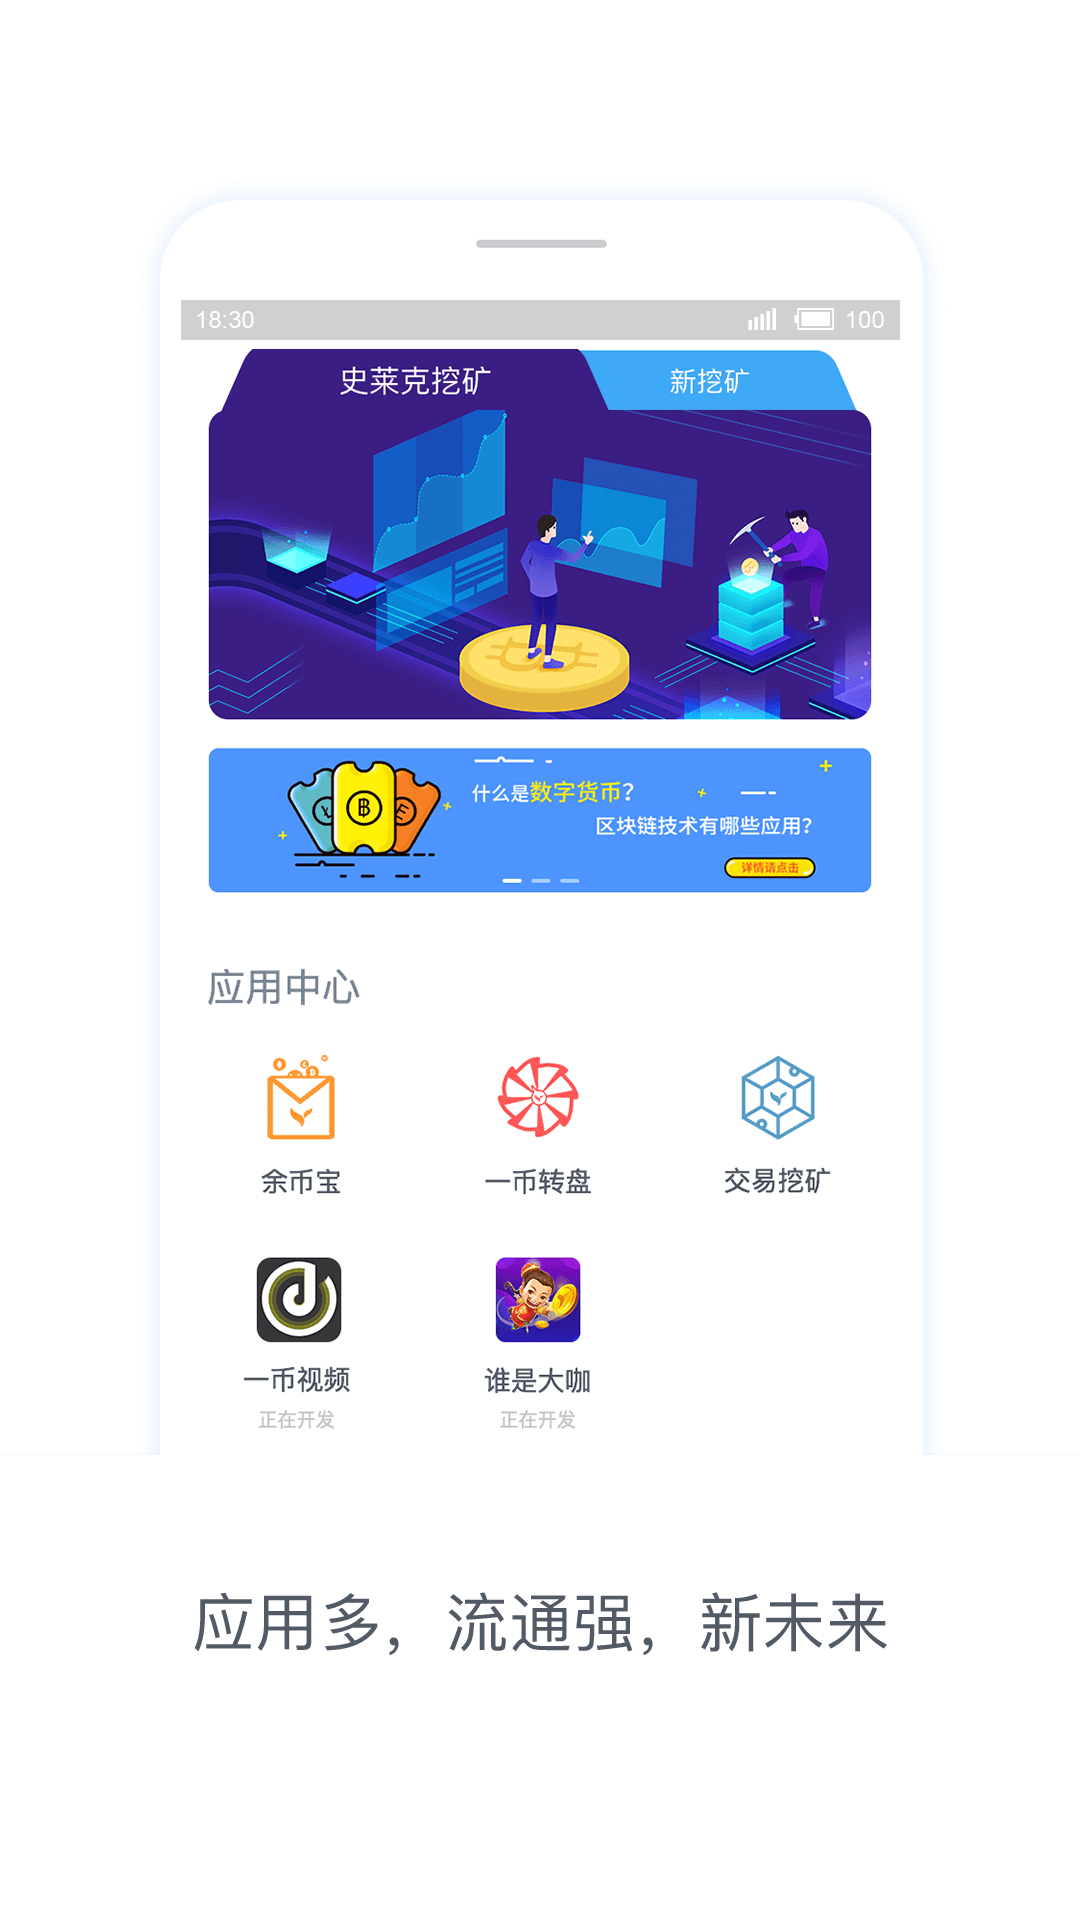 18:30 100
史莱克挖矿 新挖矿
什么是数字货币?
区块链技术有哪些应用?
详情请点击
应用中心
余币宝 一币转盘 交易挖矿
一币视频 谁是大咖
正在开发 正在开发
应用多，流通强，新未来